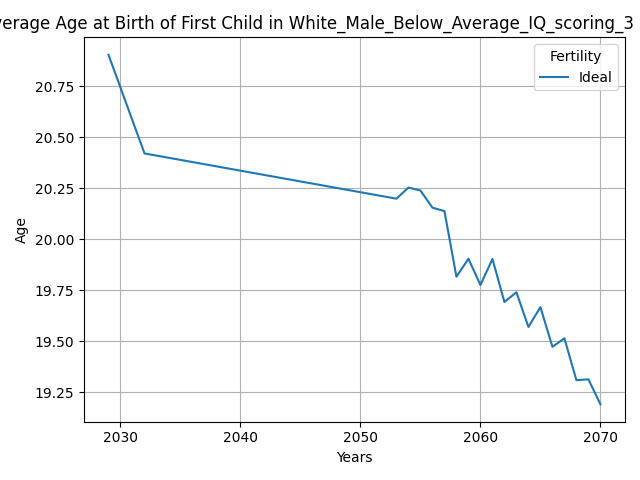 verage Age at Birth of First Child in White_Male_Below_Average_IQ_scoring_3
Fertility
Ideal
20.75
20.50
20.25
20.00
19.75
19.50
19.25
Age
2030 2040 2050 2060 2070
Years